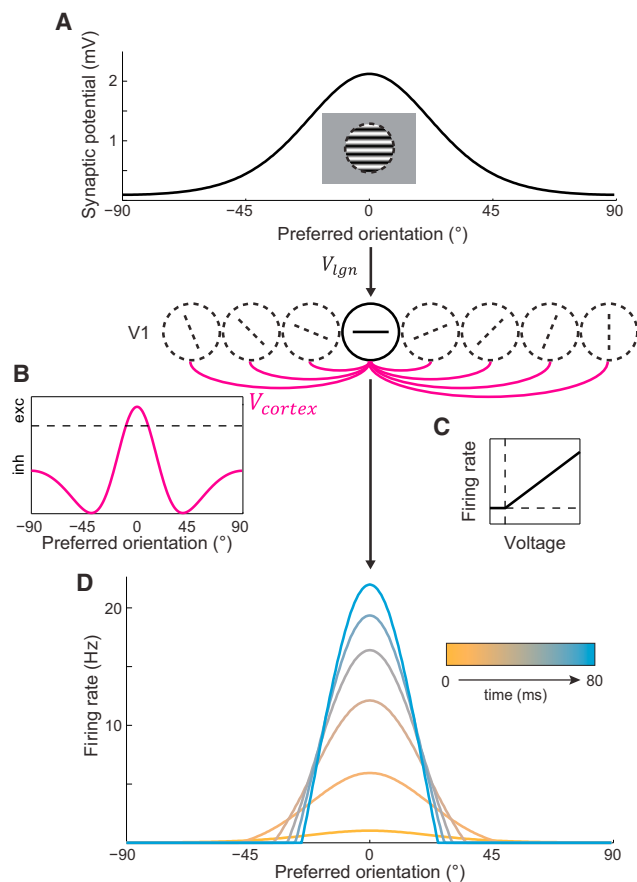 A
Synaptic potential (mV)
2
1
−90
−45
0
45
90
Preferred orientation (°)
Vlgn
V1
B
Vcortex
exc
inh
−90
−45
0
45
90
Preferred orientation (°)
C
Firing rate
Voltage
D
Firing rate (Hz)
20
10
0
80
time (ms)
−90
−45
0
45
90
Preferred orientation (°)